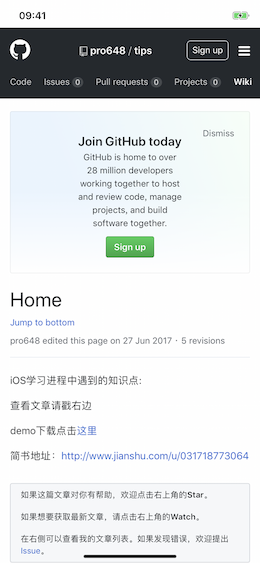 09:41
pro648 / tips
Sign up
Code Issues 0 Pull requests 0 Projects 0 Wiki
Dismiss
Join GitHub today
GitHub is home to over
28 million developers
working together to host
and review code, manage
projects, and build
software together.
Sign up
Home
Jump to bottom
pro648 edited this page on 27 Jun 2017 · 5 revisions
iOS学习进程中遇到的知识点:
查看文章请戳右边
demo下载点击这里
简书地址：http://www.jianshu.com/u/031718773064
如果这篇文章对你有帮助，欢迎点击右上角的Star。
如果想要获取最新文章，请点击右上角的Watch。
在右侧可以查看我的文章列表。如果发现错误，欢迎提出
Issue。